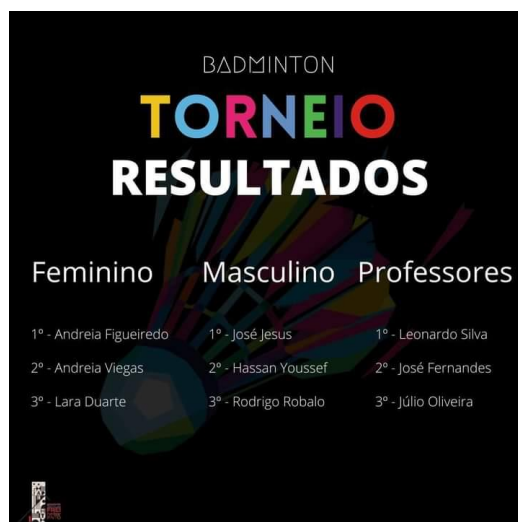 BADMINTON
TORNEIO
RESULTADOS
Feminino
1º - Andreia Figueiredo
2º - Andreia Viegas
3º - Lara Duarte
Masculino
1º - José Jesus
2º - Hassan Youssef
3º - Rodrigo Robalo
Professores
1º - Leonardo Silva
2º - José Fernandes
3º - Júlio Oliveira